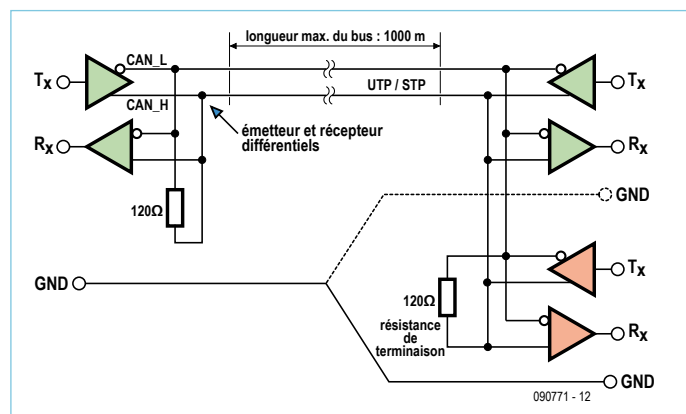 longueur max. du bus : 1000 m
CAN_L
Tx
Tx
UTP / STP
CAN_H
émetteur et récepteur
différentiels
Rx
Rx
120Ω
GND
GND
Tx
120Ω
résistance
de
terminaison
Rx
GND
090771 - 12